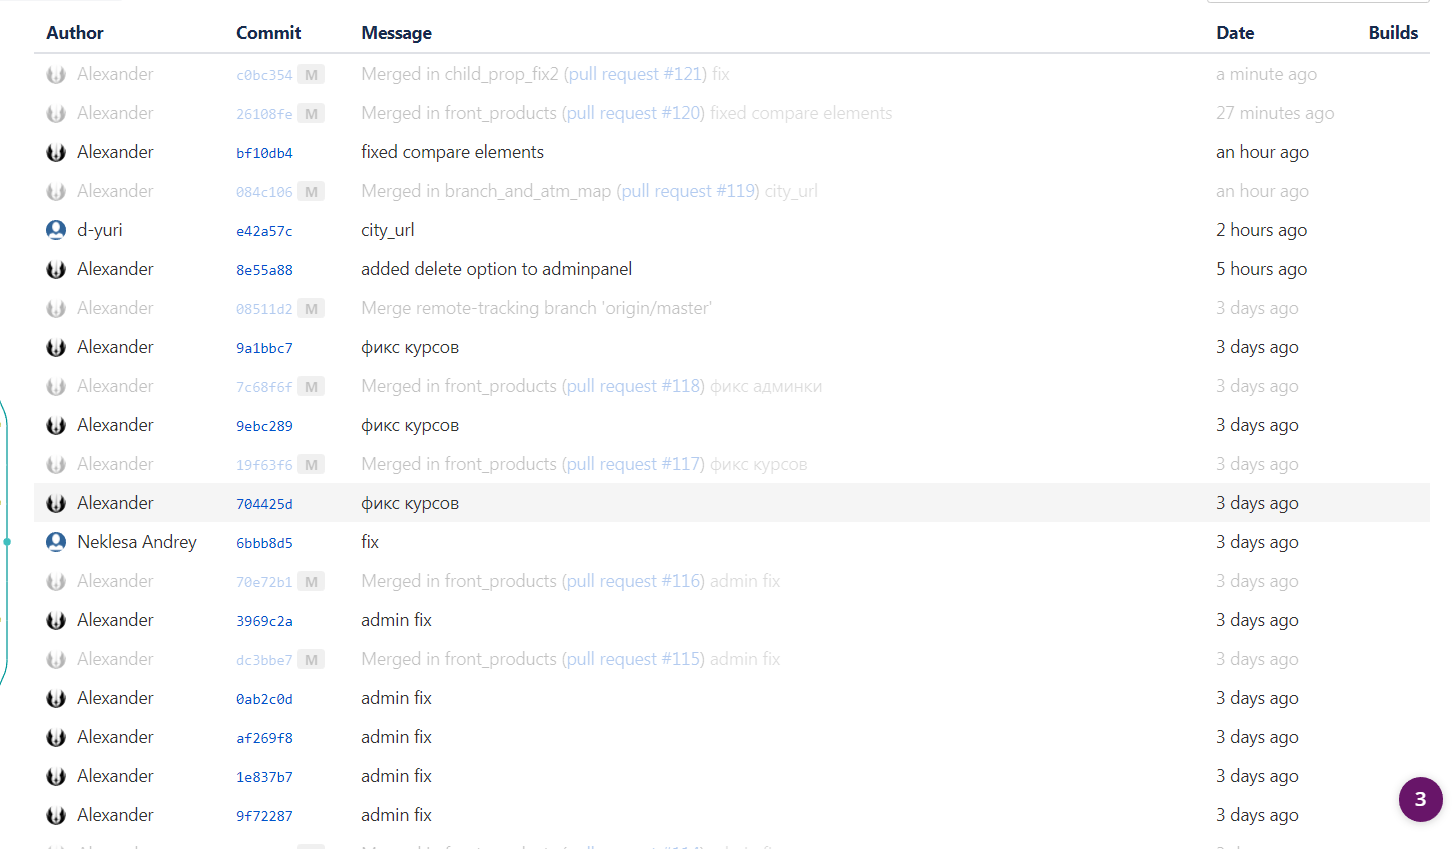 Author Commit Message Date Builds
Alexander c0bc354 M Merged in child_prop_fix2 (pull request #121) fix a minute ago
Alexander 26108fe M Merged in front_products (pull request #120) fixed compare elements 27 minutes ago
Alexander bf10db4 fixed compare elements an hour ago
Alexander 084c106 M Merged in branch_and_atm_map (pull request #119) city_url an hour ago
d-yuri e42a57c city_url 2 hours ago
Alexander 8e55a88 added delete option to adminpanel 5 hours ago
Alexander 08511d2 M Merge remote-tracking branch 'origin/master' 3 days ago
Alexander 9a1bbc7 фикс курсов 3 days ago
Alexander 7c68f6f M Merged in front_products (pull request #118) фикс админки 3 days ago
Alexander 9ebc289 фикс курсов 3 days ago
Alexander 19f63f6 M Merged in front_products (pull request #117) фикс курсов 3 days ago
Alexander 704425d фикс курсов 3 days ago
Neklesa Andrey 6bbb8d5 fix 3 days ago
Alexander 70e72b1 M Merged in front_products (pull request #116) admin fix 3 days ago
Alexander 3969c2a admin fix 3 days ago
Alexander dc3bbe7 M Merged in front_products (pull request #115) admin fix 3 days ago
Alexander 0ab2c0d admin fix 3 days ago
Alexander af269f8 admin fix 3 days ago
Alexander 1e837b7 admin fix 3 days ago
3
Alexander 9f72287 admin fix 3 days ago